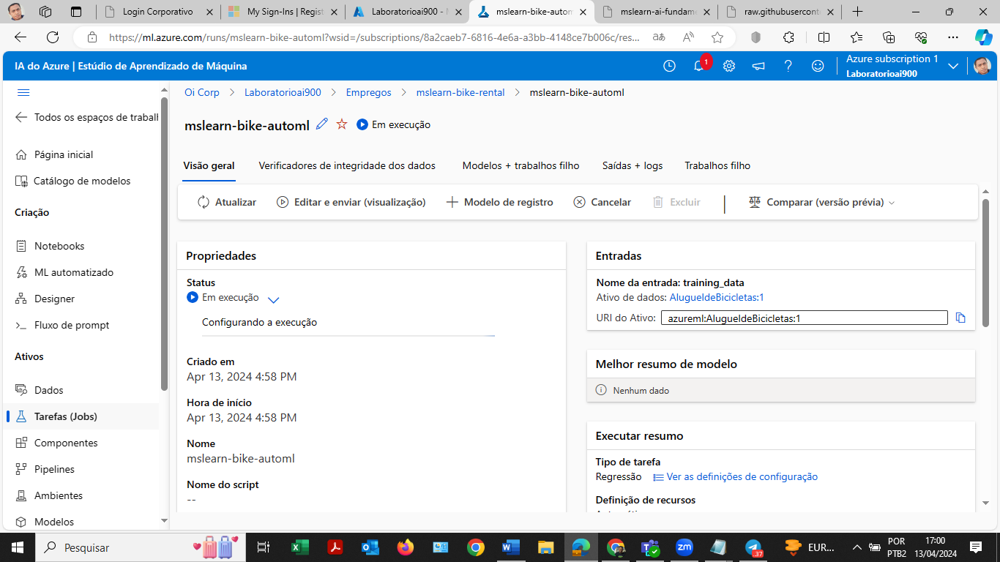 Login Corporativo
My Sign-Ins | Regist
Laboratorioai900 - M
mslearn-bike-autom
mslearn-ai-fundame
raw.githubuserconte
https://ml.azure.com/runs/mslearn-bike-automl?wsid=/subscriptions/8a2caeb7-6816-4e6a-a3bb-4148ce7b006c/res...
IA do Azure | Estúdio de Aprendizado de Máquina
1
Azure subscription 1
Laboratorioai900
Todos os espaços de trabalh
Página inicial
Catálogo de modelos
Criação
Notebooks
ML automatizado
Designer
Fluxo de prompt
Ativos
Dados
Tarefas (Jobs)
Componentes
Pipelines
Ambientes
Modelos
Oi Corp > Laboratorioai900 > Empregos > mslearn-bike-rental > mslearn-bike-automl
mslearn-bike-automl Em execução
Visão geral Verificadores de integridade dos dados Modelos + trabalhos filho Saídas + logs Trabalhos filho
Atualizar Editar e enviar (visualização) Modelo de registro Cancelar Excluir Comparar (versão prévia)
Propriedades
Status
Em execução
Configurando a execução
Criado em
Apr 13, 2024 4:58 PM
Hora de início
Apr 13, 2024 4:58 PM
Nome
mslearn-bike-automl
Nome do script
--
Entradas
Nome da entrada: training_data
Ativo de dados: AlugueldeBicicletas:1
URI do Ativo: azureml:AlugueldeBicicletas:1
Melhor resumo de modelo
Nenhum dado
Executar resumo
Tipo de tarefa
Regressão Ver as definições de configuração
Definição de recursos
Pesquisar
37
EUR...
POR
PTB2
17:00
13/04/2024